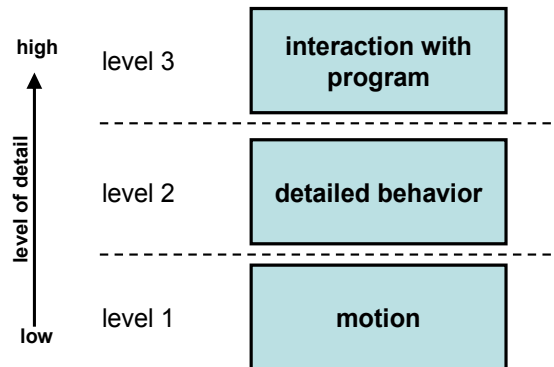 high
level 3
interaction with
program
level of detail
level 2
detailed behavior
level 1
motion
low